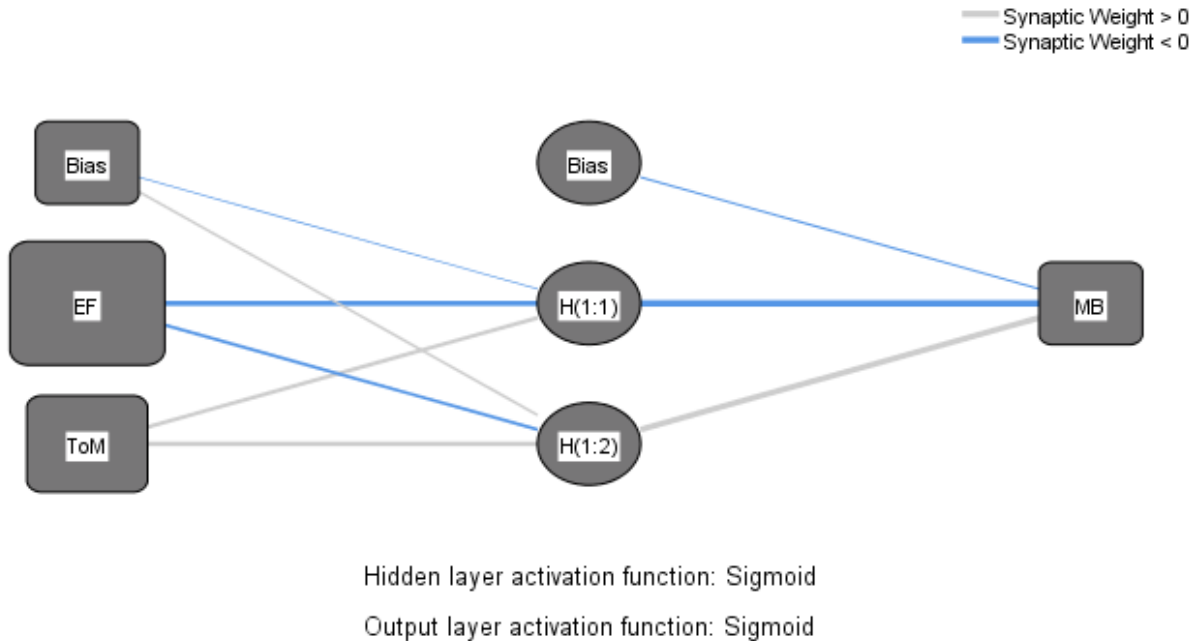 Synaptic Weight > 0
Synaptic Weight < 0
Bias
Bias
EF
H(1:1)
MB
ToM
H(1:2)
Hidden layer activation function: Sigmoid
Output layer activation function: Sigmoid